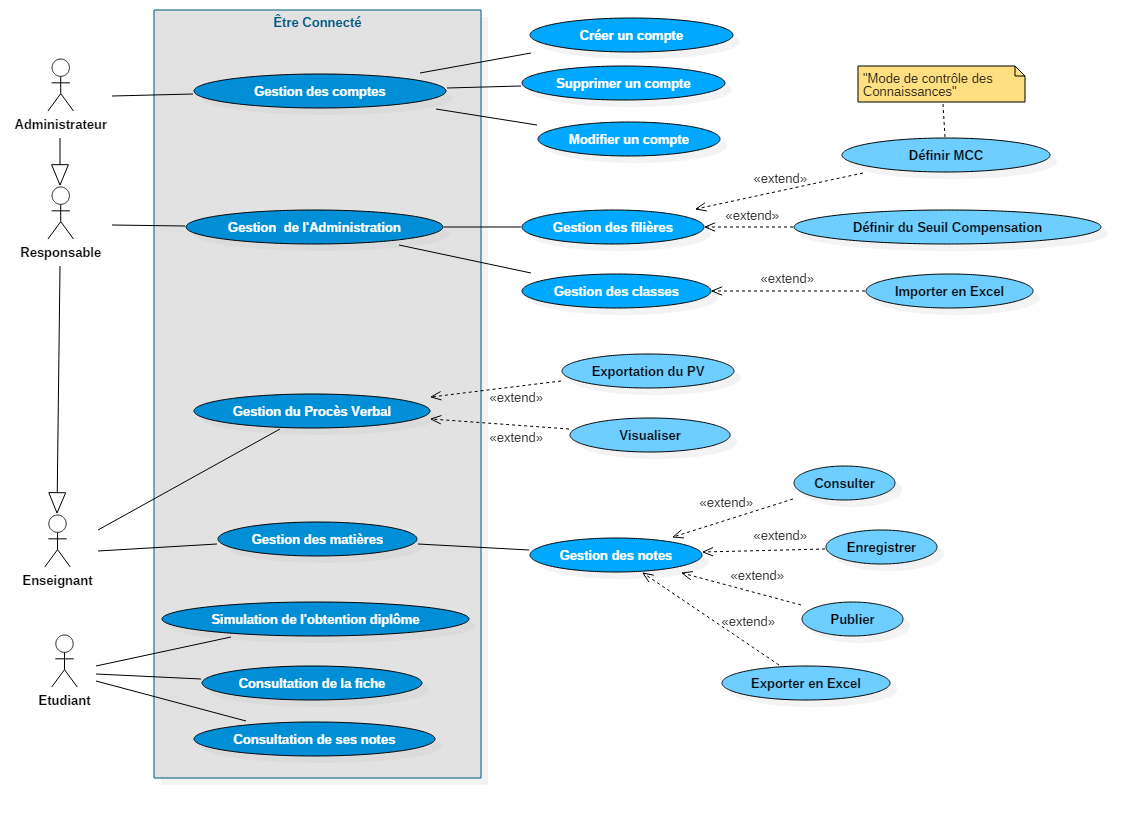 Être Connecté
Créer un compte
Supprimer un compte
Gestion des comptes
Modifier un compte
Administrateur
"Mode de contrôle des
Connaissances"
Définir MCC
«extend»
«extend»
Gestion  de l'Administration
Gestion des filières
Définir du Seuil Compensation
Responsable
«extend»
Gestion des classes
Importer en Excel
Exportation du PV
«extend»
Gestion du Procès Verbal
«extend»
Visualiser
Consulter
«extend»
Gestion des matières
«extend»
Enregistrer
Gestion des notes
Enseignant
«extend»
Simulation de l'obtention diplôme
Publier
«extend»
Consultation de la fiche
Exporter en Excel
Etudiant
Consultation de ses notes